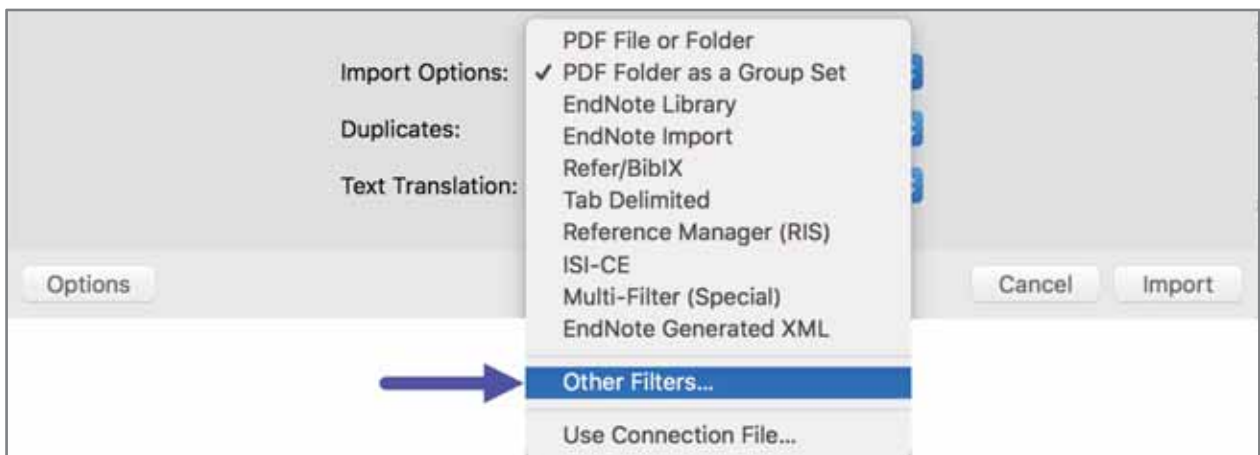 PDF File or Folder
Import Options: ✓ PDF Folder as a Group Set
EndNote Library
Duplicates: EndNote Import
Refer/BibIX
Text Translation: Tab Delimited
Reference Manager (RIS)
ISI-CE
Options Multi-Filter (Special) Cancel Import
EndNote Generated XML
Other Filters...
Use Connection File...